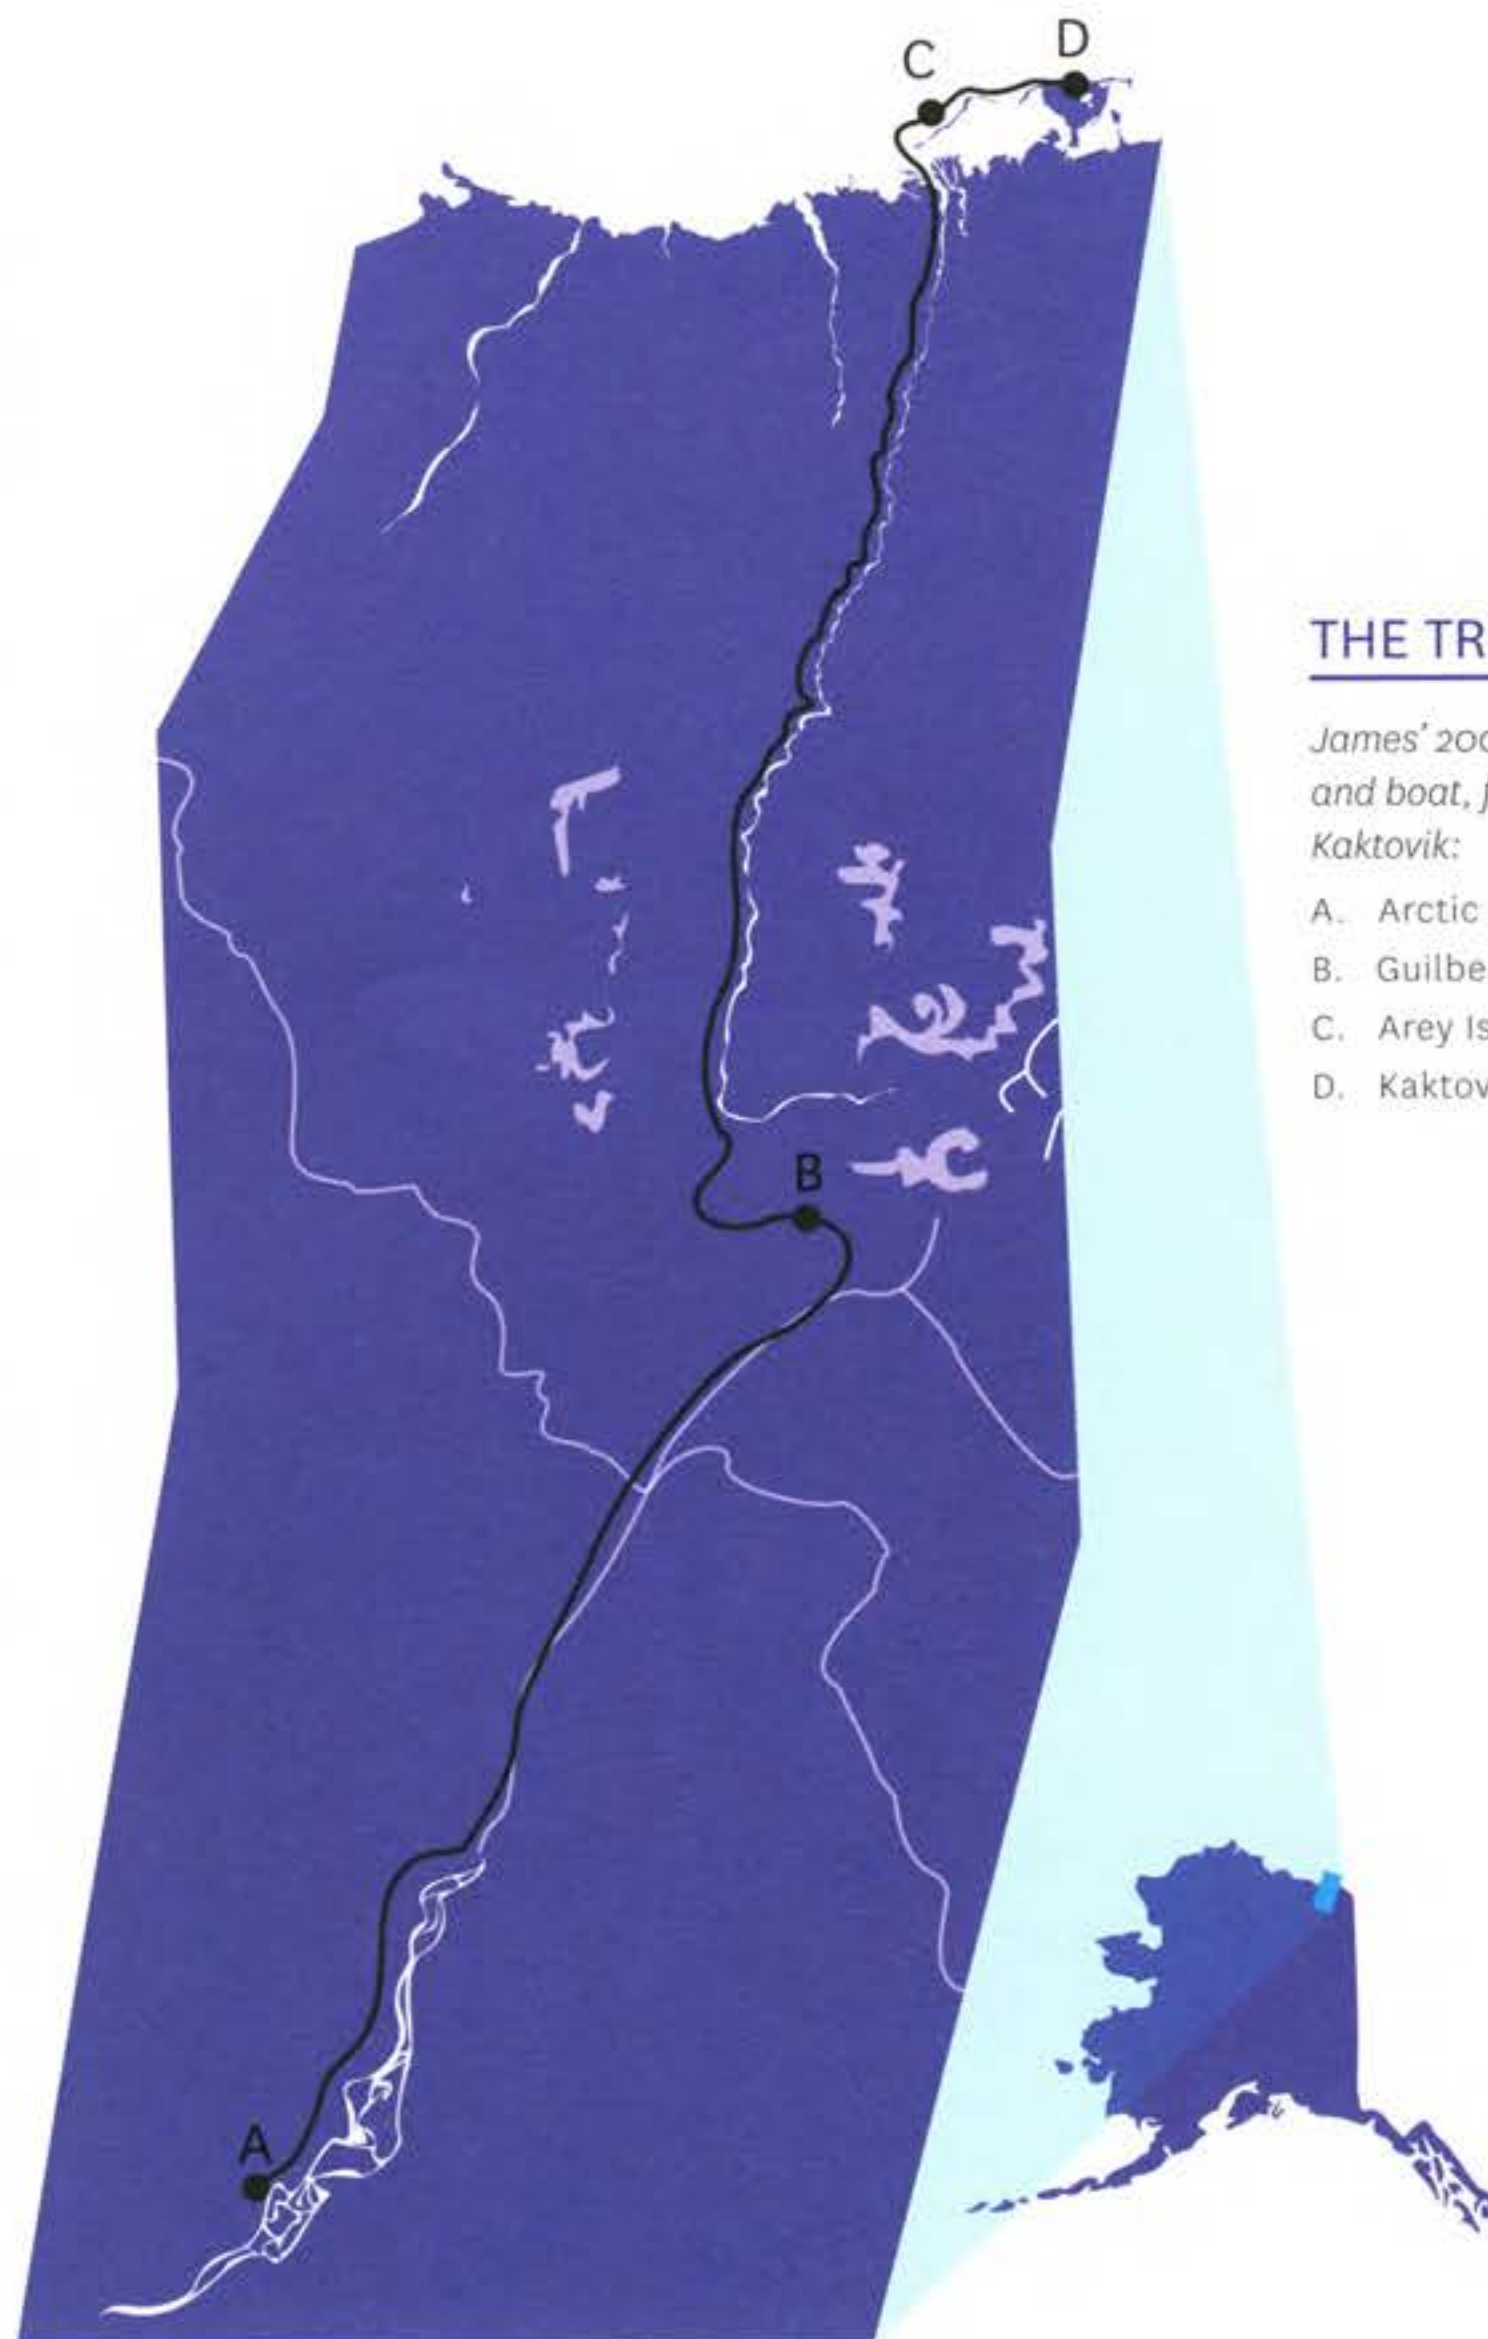 C
D
THE TR
James' 200
and boat, f
Kaktovik:
A. Arctic
B. Guilbe
C. Arey Is
D. Kaktov
B
A